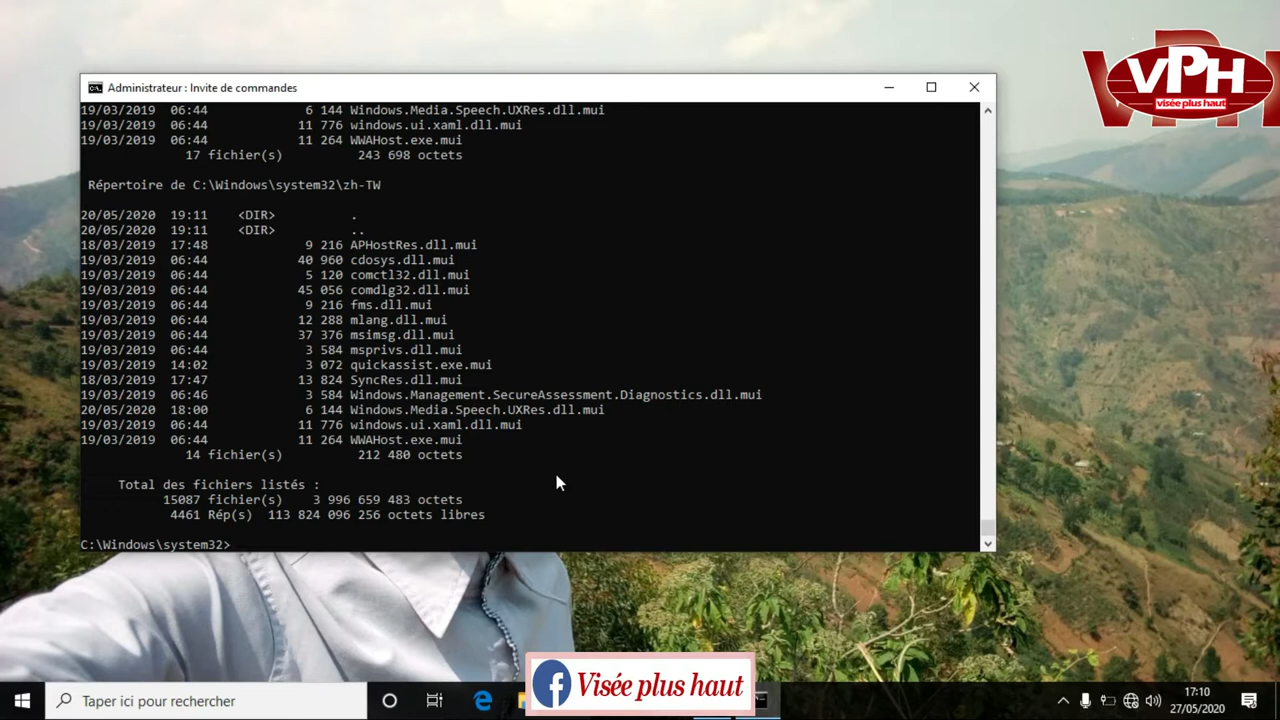 VPH
visée plus haut
Administrateur : Invite de commandes
19/03/2019  06:44             6 144 Windows.Media.Speech.UXRes.dll.mui
19/03/2019  06:44            11 776 windows.ui.xaml.dll.mui
19/03/2019  06:44            11 264 WWAHost.exe.mui
17 fichier(s)          243 698 octets
Répertoire de C:\Windows\system32\zh-TW
20/05/2020  19:11    <DIR>          .
20/05/2020  19:11    <DIR>          ..
18/03/2019  17:48             9 216 APHostRes.dll.mui
19/03/2019  06:44            40 960 cdosys.dll.mui
19/03/2019  06:44             5 120 comctl32.dll.mui
19/03/2019  06:44            45 056 comdlg32.dll.mui
19/03/2019  06:44             9 216 fms.dll.mui
19/03/2019  06:44            12 288 mlang.dll.mui
19/03/2019  06:44            37 376 msimsg.dll.mui
19/03/2019  06:44             3 584 msprivs.dll.mui
19/03/2019  14:02             3 072 quickassist.exe.mui
18/03/2019  17:47            13 824 SyncRes.dll.mui
19/03/2019  06:46             3 584 Windows.Management.SecureAssessment.Diagnostics.dll.mui
20/05/2020  18:00             6 144 Windows.Media.Speech.UXRes.dll.mui
19/03/2019  06:44            11 776 windows.ui.xaml.dll.mui
19/03/2019  06:44            11 264 WWAHost.exe.mui
14 fichier(s)          212 480 octets
Total des fichiers listés :
15087 fichier(s)    3 996 659 483 octets
4461 Rép(s)  113 824 096 256 octets libres
C:\Windows\system32>
Visée plus haut
Taper ici pour rechercher
17:10
27/05/2020